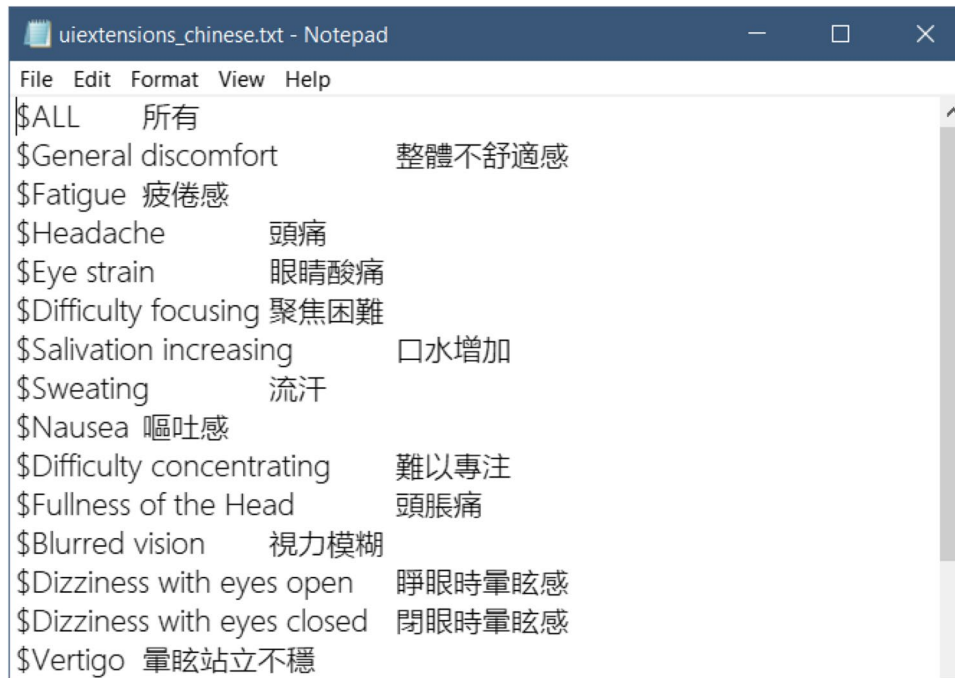 uiextensions_chinese.txt - Notepad
File Edit Format View Help
$ALL 所有
$General discomfort 整體不舒適感
$Fatigue 疲倦感
$Headache 頭痛
$Eye strain 眼睛酸痛
$Difficulty focusing 聚焦困難
$Salivation increasing 口水增加
$Sweating 流汗
$Nausea 嘔吐感
$Difficulty concentrating 難以專注
$Fullness of the Head 頭脹痛
$Blurred vision 視力模糊
$Dizziness with eyes open 睜眼時暈眩感
$Dizziness with eyes closed 閉眼時暈眩感
$Vertigo 暈眩站立不穩